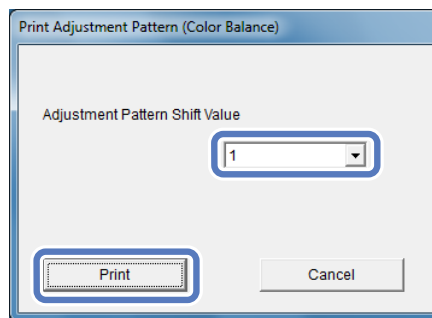 Print Adjustment Pattern (Color Balance)
Adjustment Pattern Shift Value
1
Print
Cancel